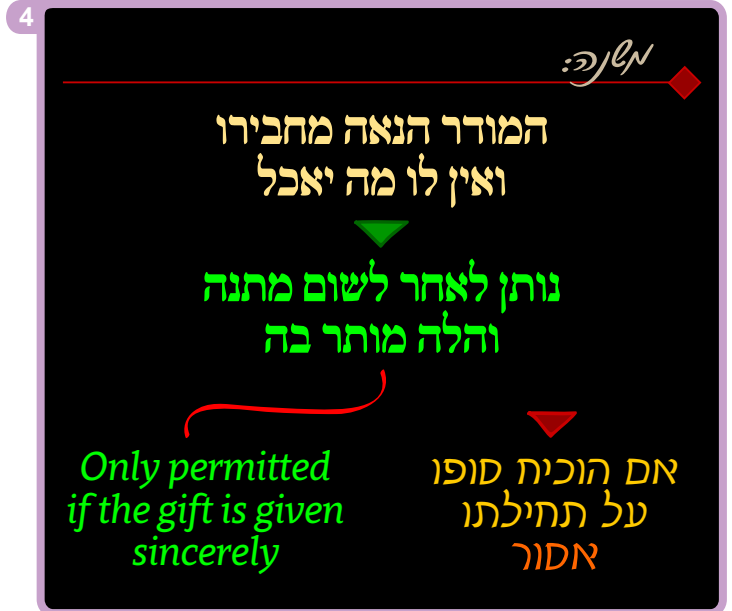 4
משנה:
המודר הנאה מחבירו
ואין לו מה יאכל
נותן לאחר לשום מתנה
והלה מותר בה
Only permitted
if the gift is given
sincerely
אם הוכיח סופו
על תחילתו
אסור